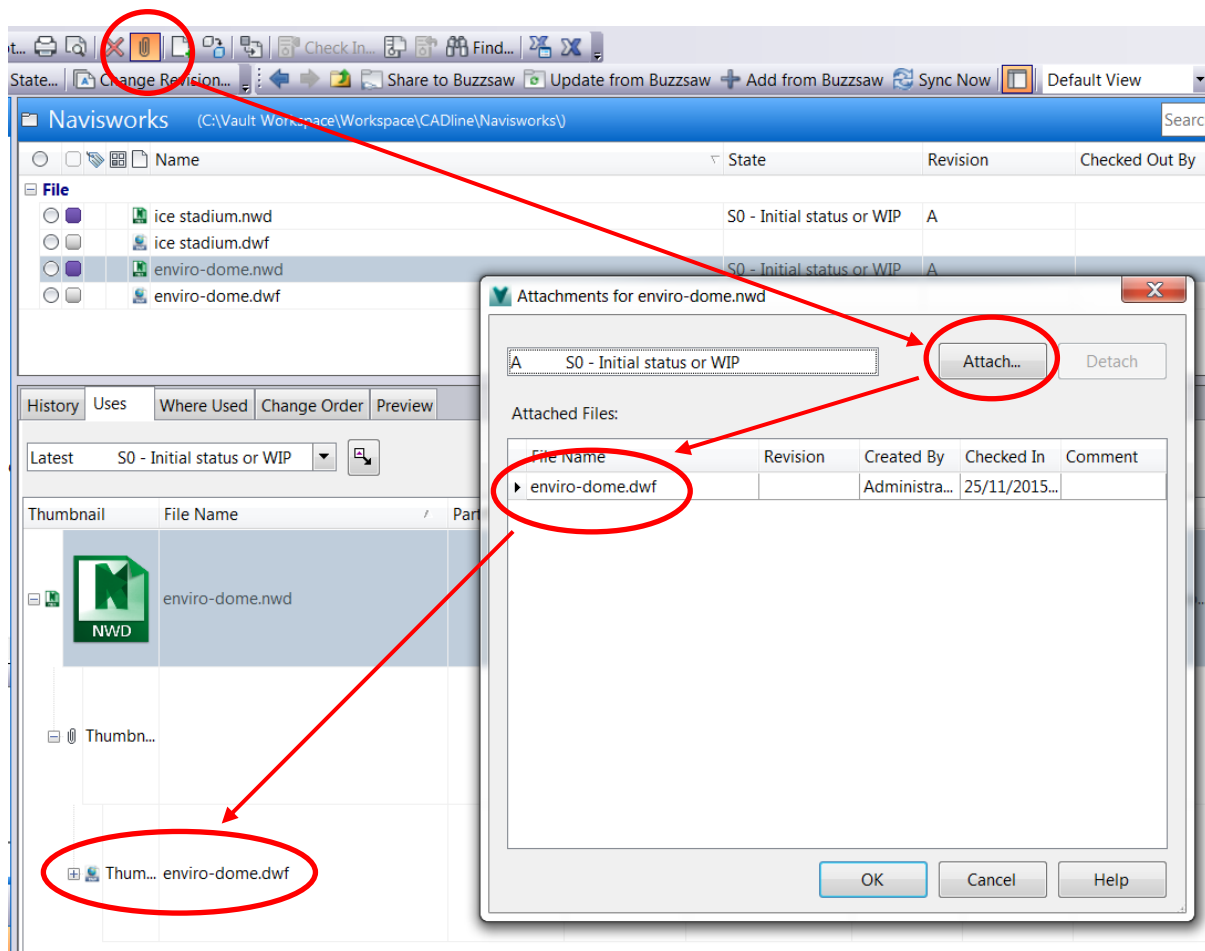 t... Check In... Find...
State... Change Revision... Share to Buzzsaw Update from Buzzsaw Add from Buzzsaw Sync Now Default View
Navisworks (C:\Vault Workspace\Workspace\CADline\Navisworks\) Searc
Name State Revision Checked Out By
File
ice stadium.nwd S0 - Initial status or WIP A
ice stadium.dwf
enviro-dome.nwd S0 - Initial status or WIP A
enviro-dome.dwf
Attachments for enviro-dome.nwd
A S0 - Initial status or WIP Attach... Detach
Attached Files:
File Name Revision Created By Checked In Comment
enviro-dome.dwf Administra... 25/11/2015...
OK Cancel Help
History Uses Where Used Change Order Preview
Latest S0 - Initial status or WIP
Thumbnail File Name Part
NWD enviro-dome.nwd
Thumbn...
Thum... enviro-dome.dwf